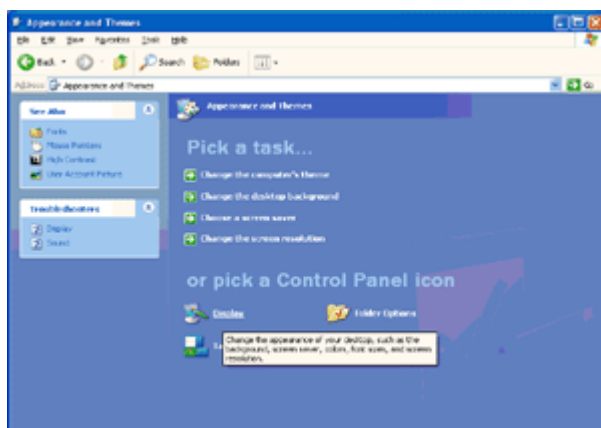 Appearance and Themes
File Edit View Favorites Tools Help
Back Search Folders
Address Appearance and Themes Go
See Also
Fonts
Mouse Pointers
High Contrast
User Account Picture
Troubleshooters
Display
Sound
Appearance and Themes
Pick a task...
Change the computer's theme
Change the desktop background
Choose a screen saver
Change the screen resolution
or pick a Control Panel icon
Display Folder Options
Change the appearance of your desktop, such as the
background, screen saver, colors, font sizes, and screen
resolution.